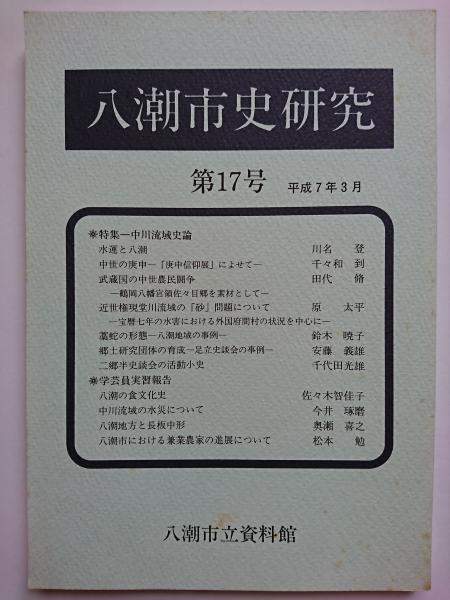 八潮市史研究
第17号 平成7年3月
※特集―中川流域史論
水運と八潮 川名 登
中世の庚申―「庚申信仰展」によせて― 千々和 到
武蔵国の中世農民闘争 田代 脩
―鶴岡八幡宮領佐々目郷を素材として―
近世権現堂川流域の「砂」問題について 原 太平
―宝暦七年の水害における外国府間村の状況を中心に―
藁蛇の形態―八潮地域の事例― 鈴木 暁子
郷土研究団体の育成―足立史談会の事例― 安藤 義雄
二郷半史談会の活動小史 千代田光雄
※学芸員実習報告
八潮の食文化史 佐々木智佳子
中川流域の水災について 今井 琢磨
八潮地方と長板中形 奥瀬 喜之
八潮市における兼業農家の進展について 松本 勉
八潮市立資料館